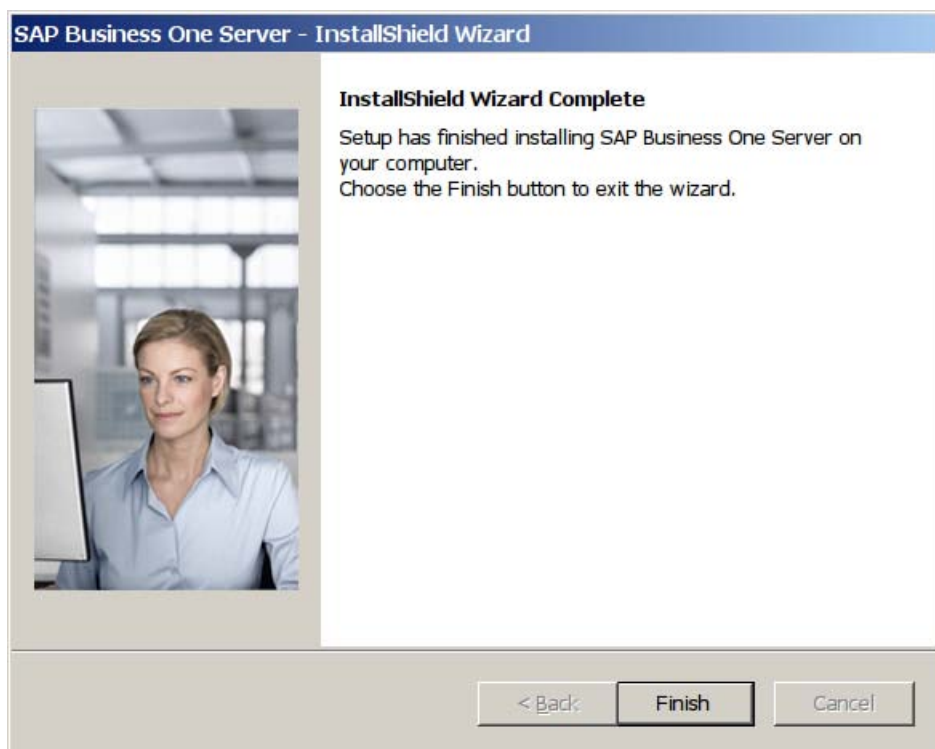 SAP Business One Server - InstallShield Wizard
InstallShield Wizard Complete
Setup has finished installing SAP Business One Server on
your computer.
Choose the Finish button to exit the wizard.
< Back
Finish
Cancel